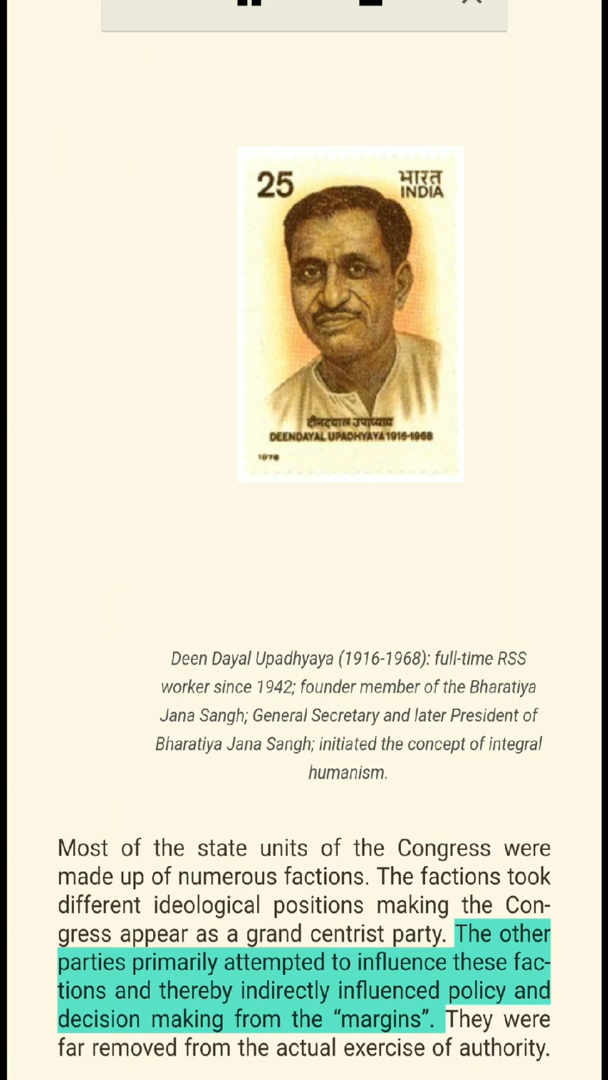 25
भारत
INDIA
दीनदयाल उपाध्याय
DEENDAYAL UPADHYAYA 1916-1968
1978
Deen Dayal Upadhyaya (1916-1968): full-time RSS
worker since 1942; founder member of the Bharatiya
Jana Sangh; General Secretary and later President of
Bharatiya Jana Sangh; initiated the concept of integral
humanism.
Most of the state units of the Congress were
made up of numerous factions. The factions took
different ideological positions making the Con-
gress appear as a grand centrist party. The other
parties primarily attempted to influence these fac-
tions and thereby indirectly influenced policy and
decision making from the “margins”. They were
far removed from the actual exercise of authority.